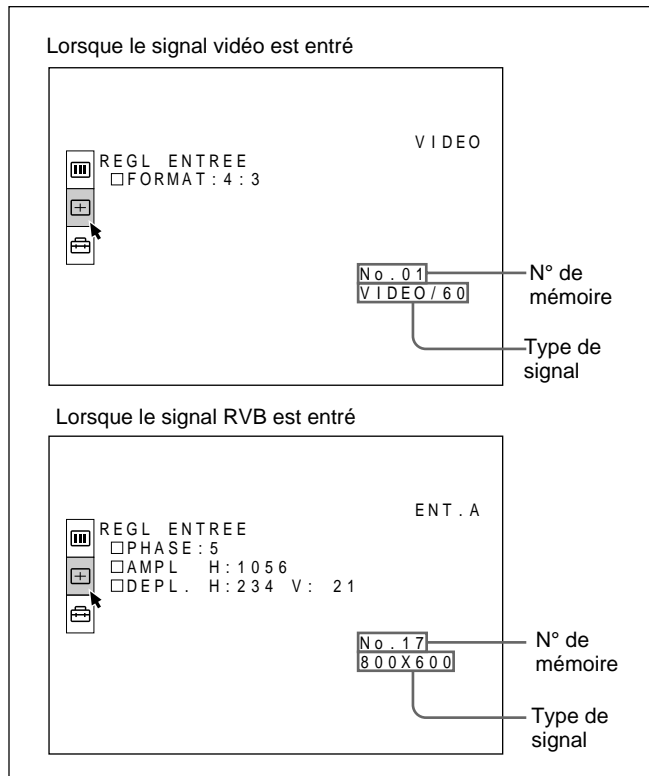 Lorsque le signal vidéo est entré
VIDEO
REGL ENTREE
□FORMAT:4:3
No.01
VIDEO/60
N° de
mémoire
Type de
signal
Lorsque le signal RVB est entré
ENT.A
REGL ENTREE
□PHASE:5
□AMPL H:1056
□DEPL. H:234 V: 21
No.17
800X600
N° de
mémoire
Type de
signal